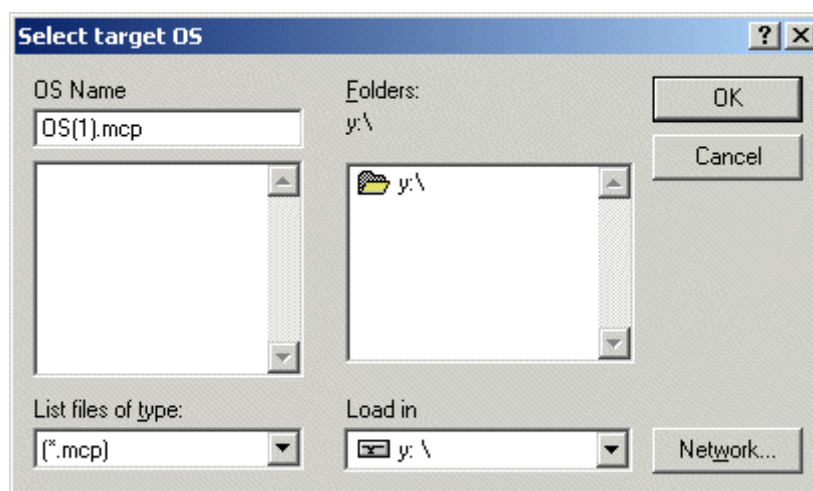 Select target OS
OS Name
OS(1).mcp
Folders:
y:\
y:\
OK
Cancel
List files of type:
(*.mcp)
Load in
y: \
Network...